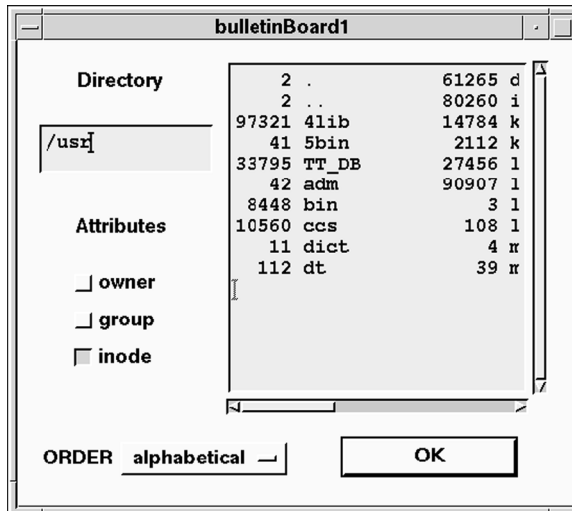 bulletinBoard1
Directory
/usr
Attributes
owner
group
inode
2 . 61265 d
2 .. 80260 i
97321 4lib 14784 k
41 5bin 2112 k
33795 TT_DB 27456 l
42 adm 90907 l
8448 bin 3 l
10560 ccs 108 l
11 dict 4 m
112 dt 39 m
ORDER alphabetical
OK